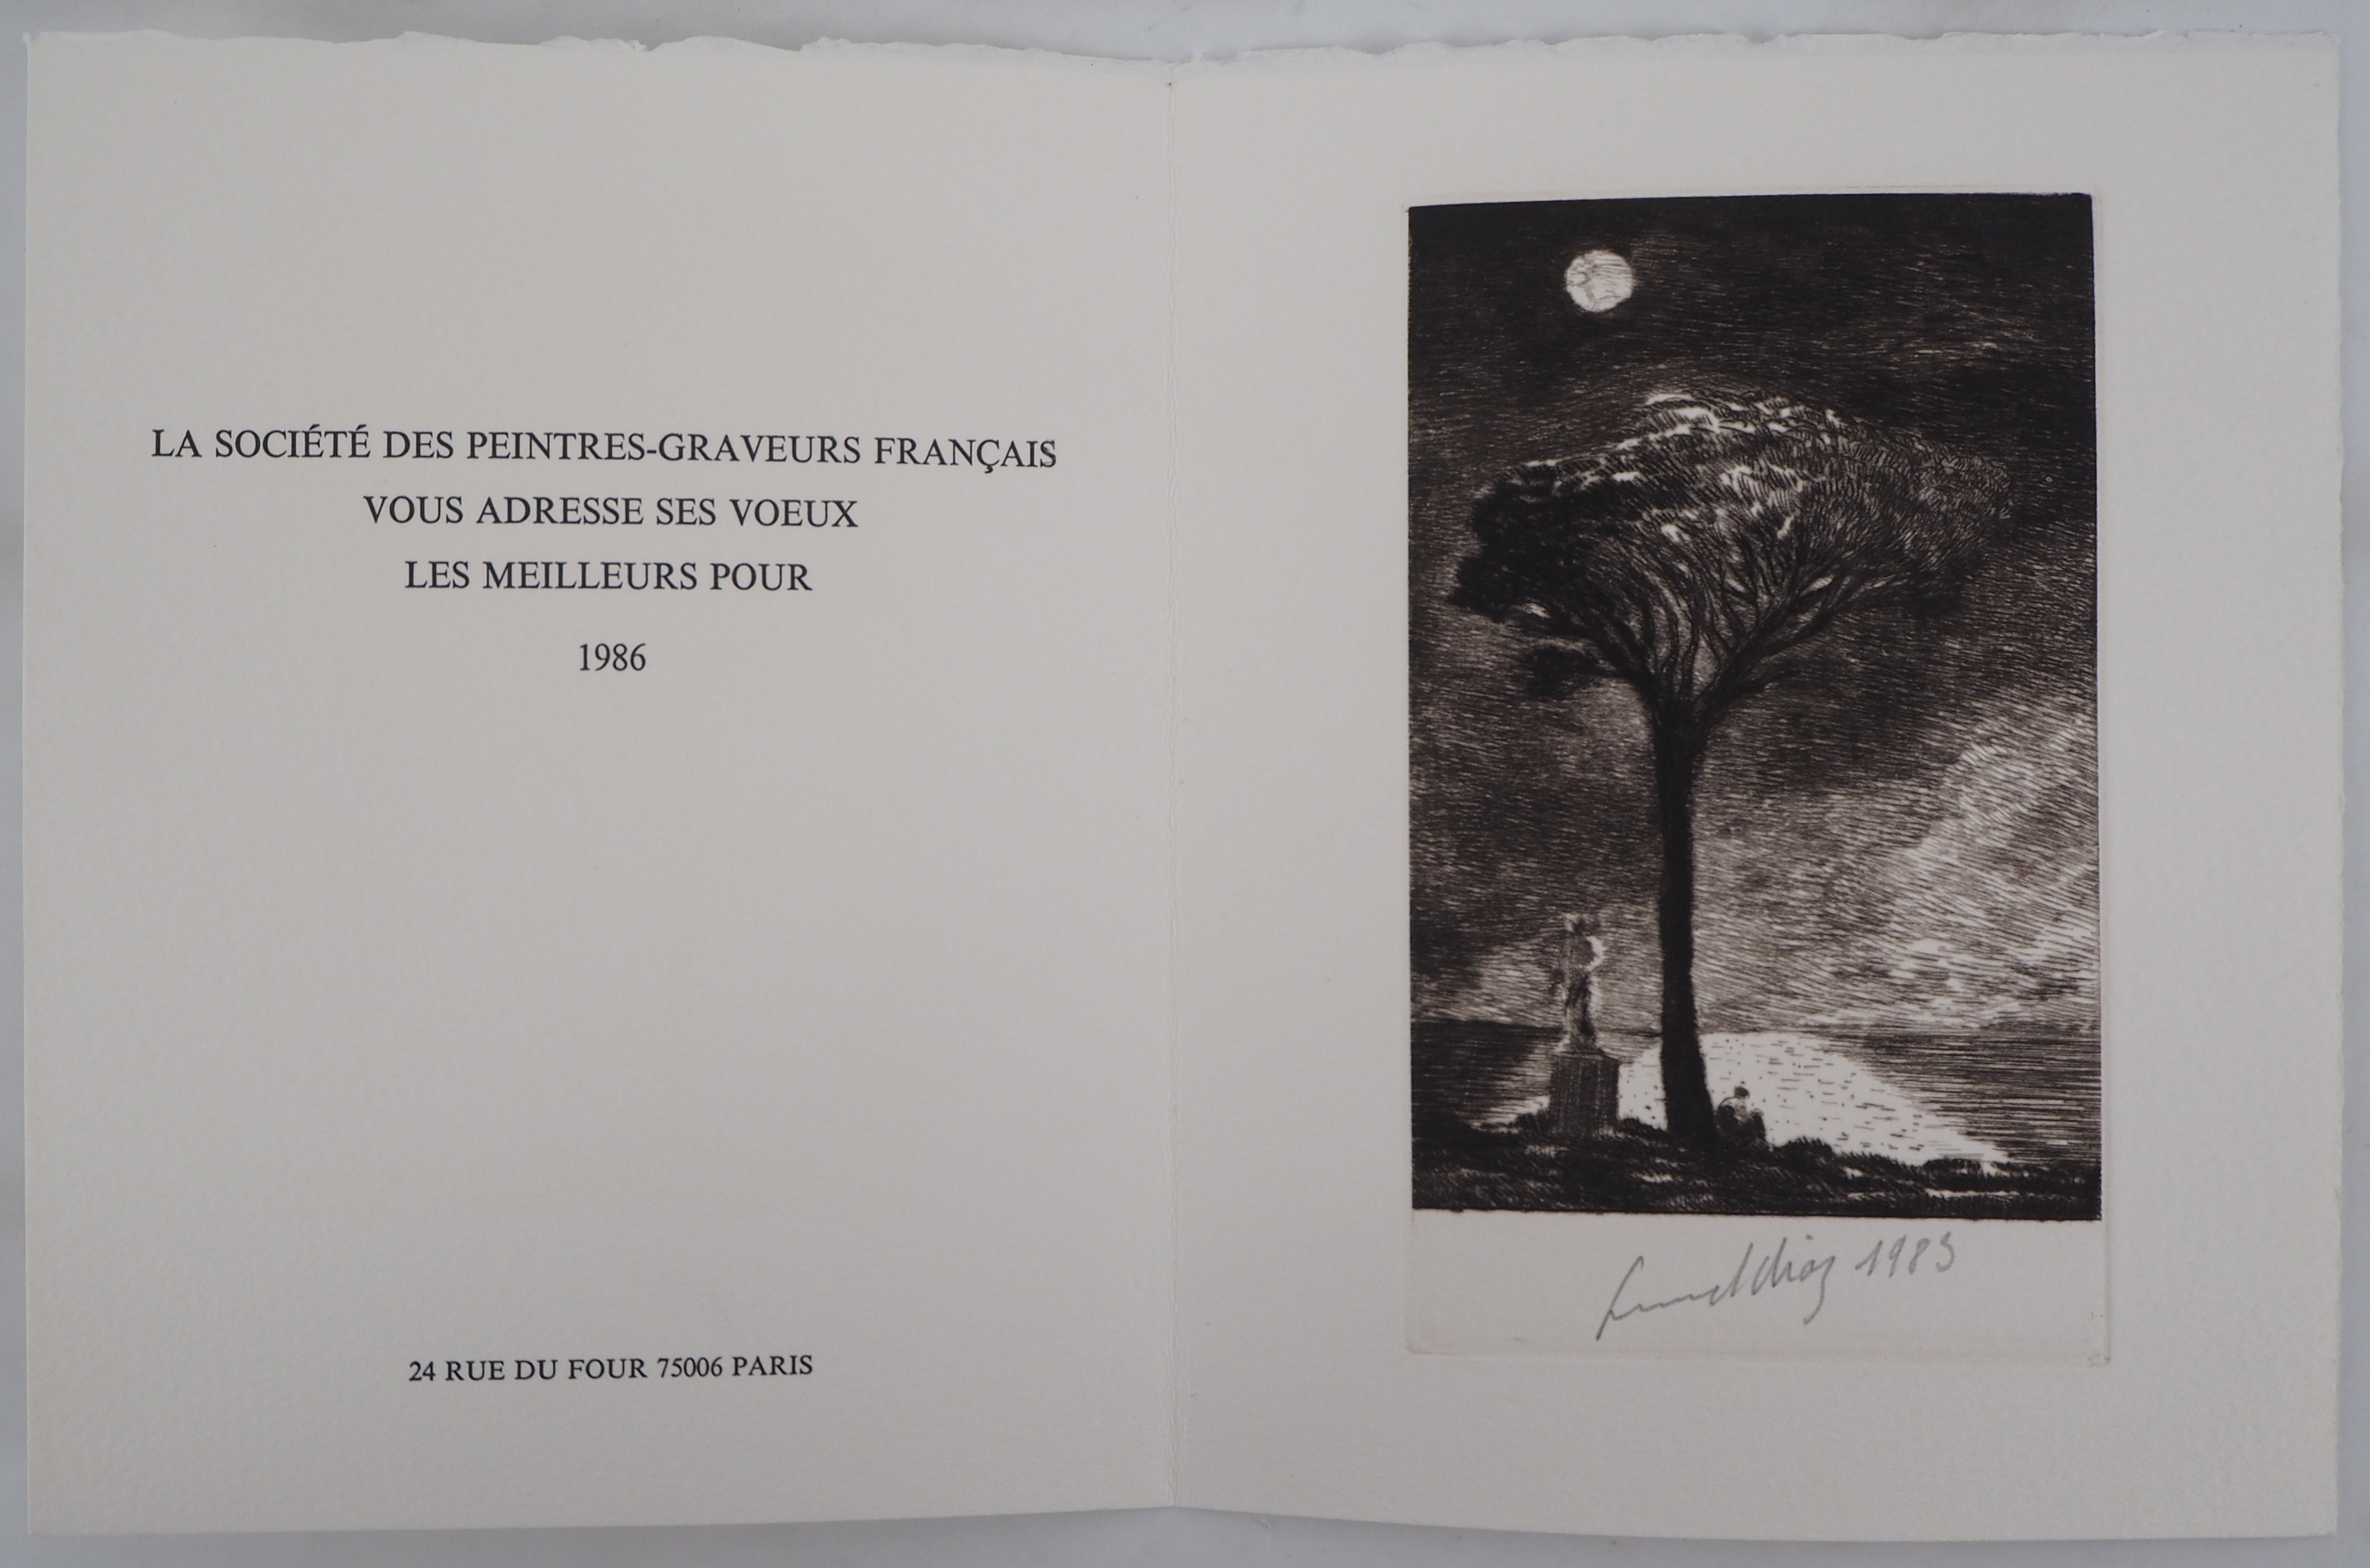 LA SOCIÉTÉ DES PEINTRES-GRAVEURS FRANÇAIS
VOUS ADRESSE SES VOEUX
LES MEILLEURS POUR
1986
24 RUE DU FOUR 75006 PARIS